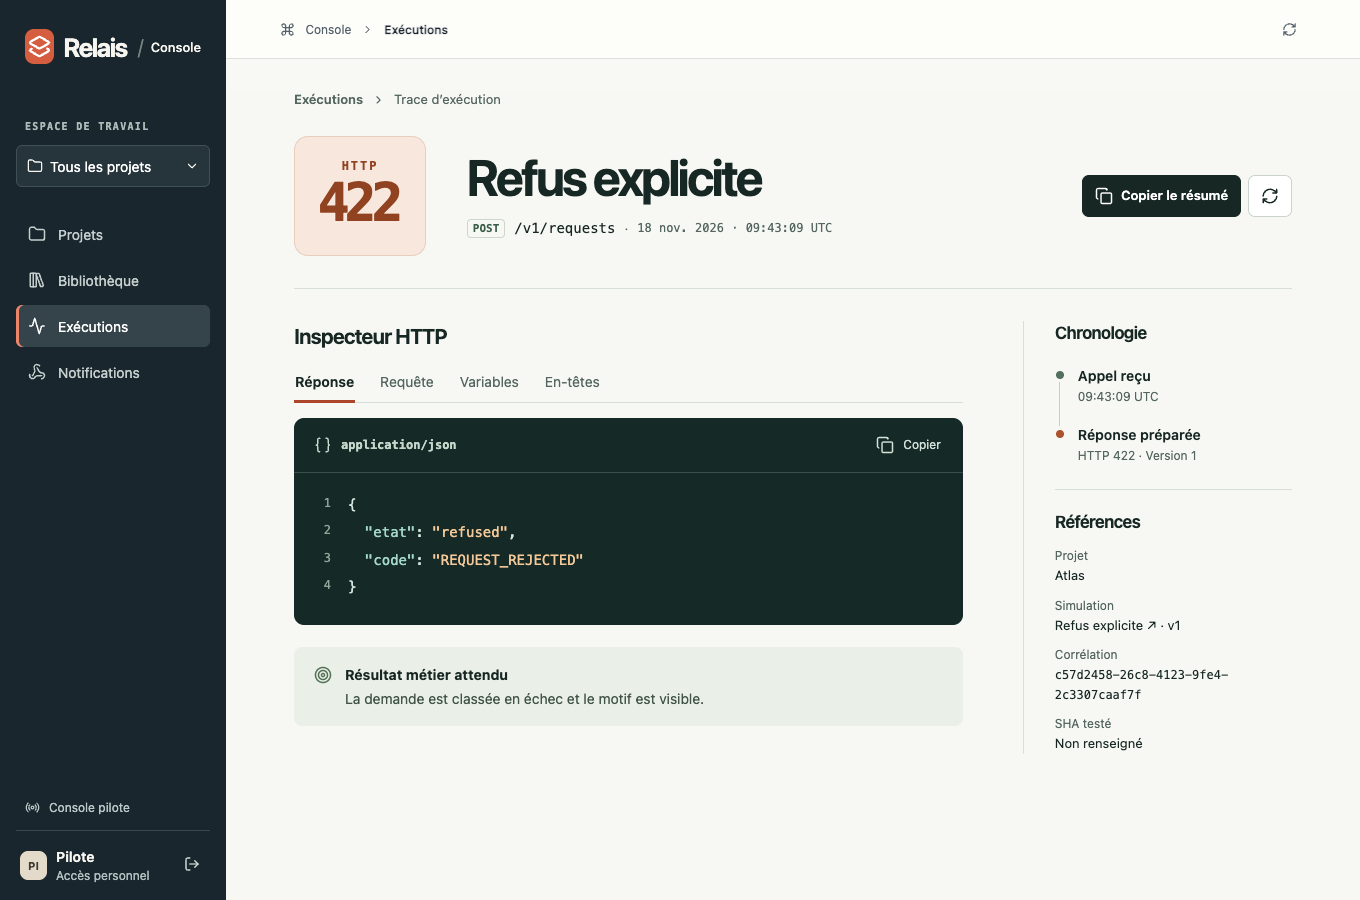 Relais / Console
ESPACE DE TRAVAIL
Tous les projets
Projets
Bibliothèque
Exécutions
Notifications
Console pilote
PI
Pilote
Accès personnel
Console > Exécutions
Exécutions > Trace d’exécution
HTTP
422
Refus explicite
POST /v1/requests · 18 nov. 2026 · 09:43:09 UTC
Copier le résumé
Inspecteur HTTP
Réponse Requête Variables En-têtes
{} application/json
Copier
1 {
2 "etat": "refused",
3 "code": "REQUEST_REJECTED"
4 }
Résultat métier attendu
La demande est classée en échec et le motif est visible.
Chronologie
Appel reçu
09:43:09 UTC
Réponse préparée
HTTP 422 · Version 1
Références
Projet
Atlas
Simulation
Refus explicite ↗ · v1
Corrélation
c57d2458-26c8-4123-9fe4-
2c3307caaf7f
SHA testé
Non renseigné